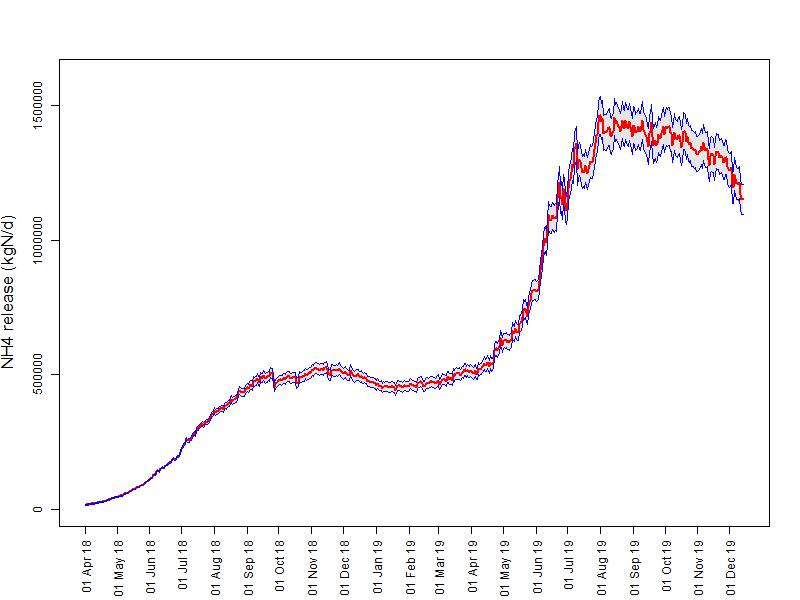 NH4 release (kgN/d)
1500000
1000000
500000
0
01 Apr 18
01 May 18
01 Jun 18
01 Jul 18
01 Aug 18
01 Sep 18
01 Oct 18
01 Nov 18
01 Dec 18
01 Jan 19
01 Feb 19
01 Mar 19
01 Apr 19
01 May 19
01 Jun 19
01 Jul 19
01 Aug 19
01 Sep 19
01 Oct 19
01 Nov 19
01 Dec 19